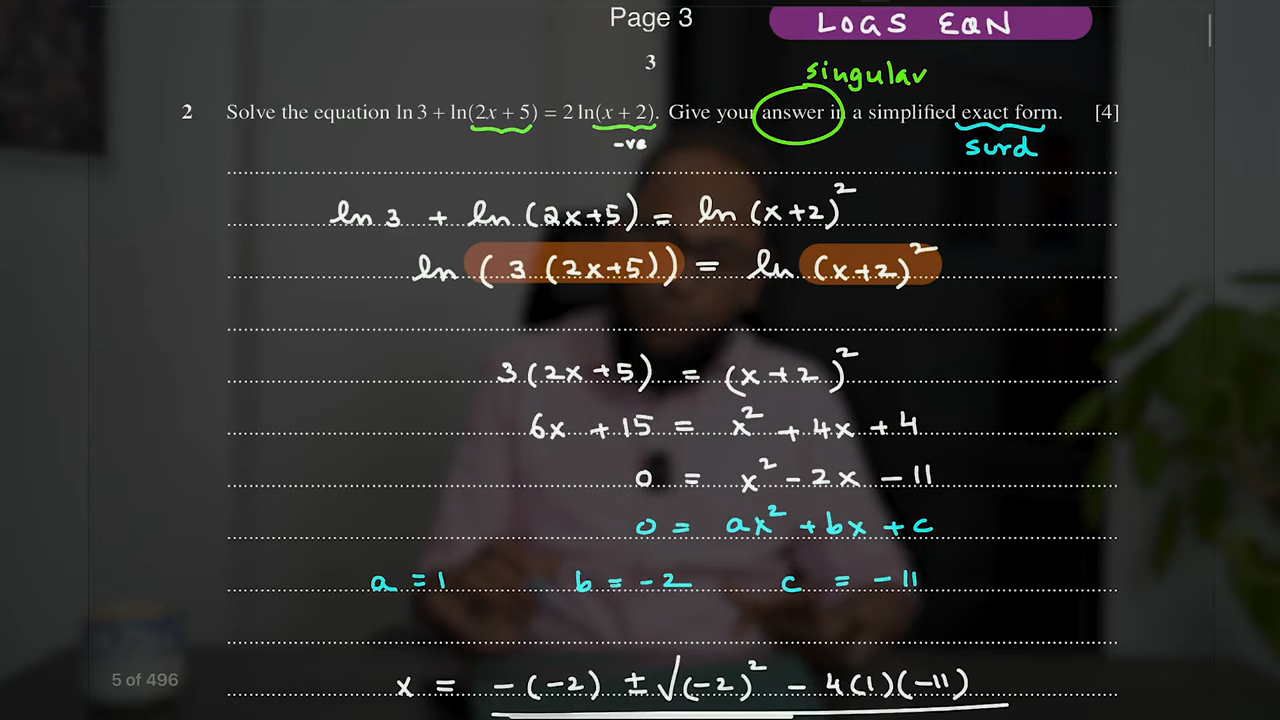 Page 3
LOGS EQN
3
singular
2 Solve the equation ln 3 + ln(2x + 5) = 2 ln(x + 2). Give your answer in a simplified exact form. [4]
-ve
surd
ln 3 + ln (2x+5) = ln (x+2)²
ln (3 (2x+5)) = ln (x+2)²
3(2x+5) = (x+2)²
6x + 15 = x² + 4x + 4
0 = x² - 2x - 11
0 = ax² + bx + c
a = 1 b = -2 c = -11
x = -(-2) ± √(-2)² - 4(1)(-11)
5 of 496